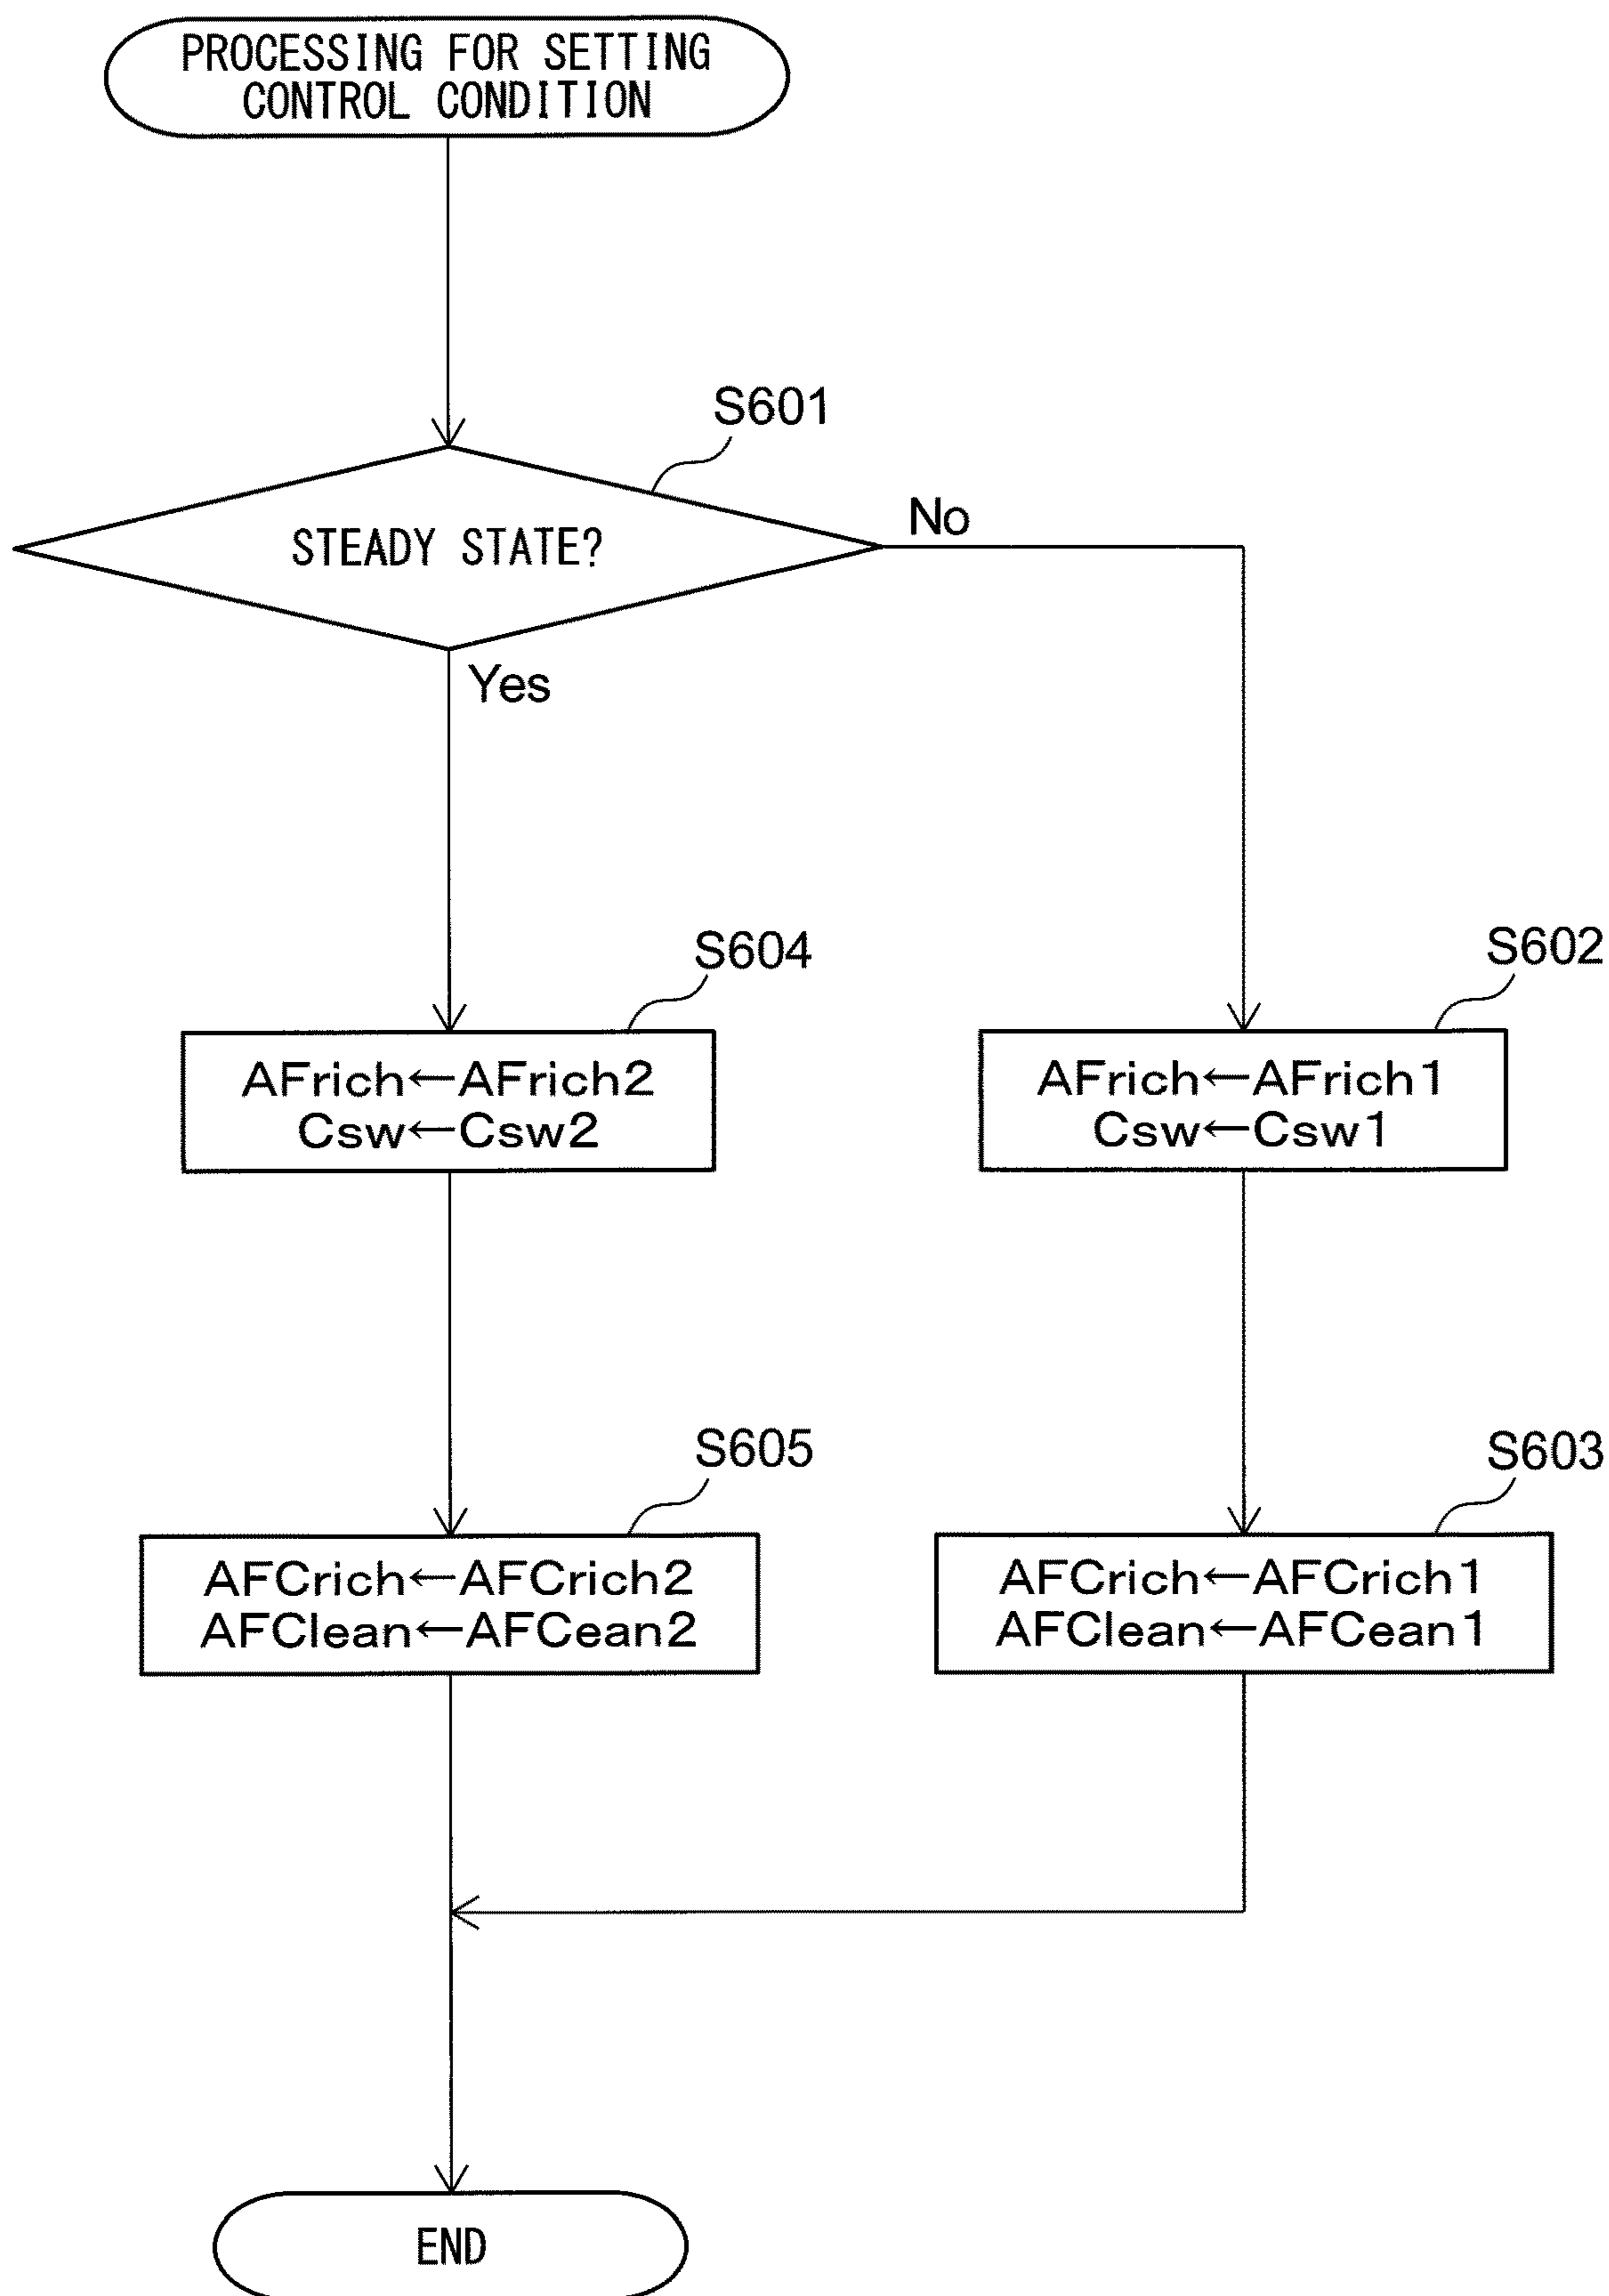 PROCESSING FOR SETTING
CONTROL CONDITION
S601
STEADY STATE?
No
Yes
S604
AFrich←AFrich2
Csw←Csw2
S602
AFrich←AFrich1
Csw←Csw1
S605
AFCrich←AFCrich2
AFClean←AFCean2
S603
AFCrich←AFCrich1
AFClean←AFCean1
END